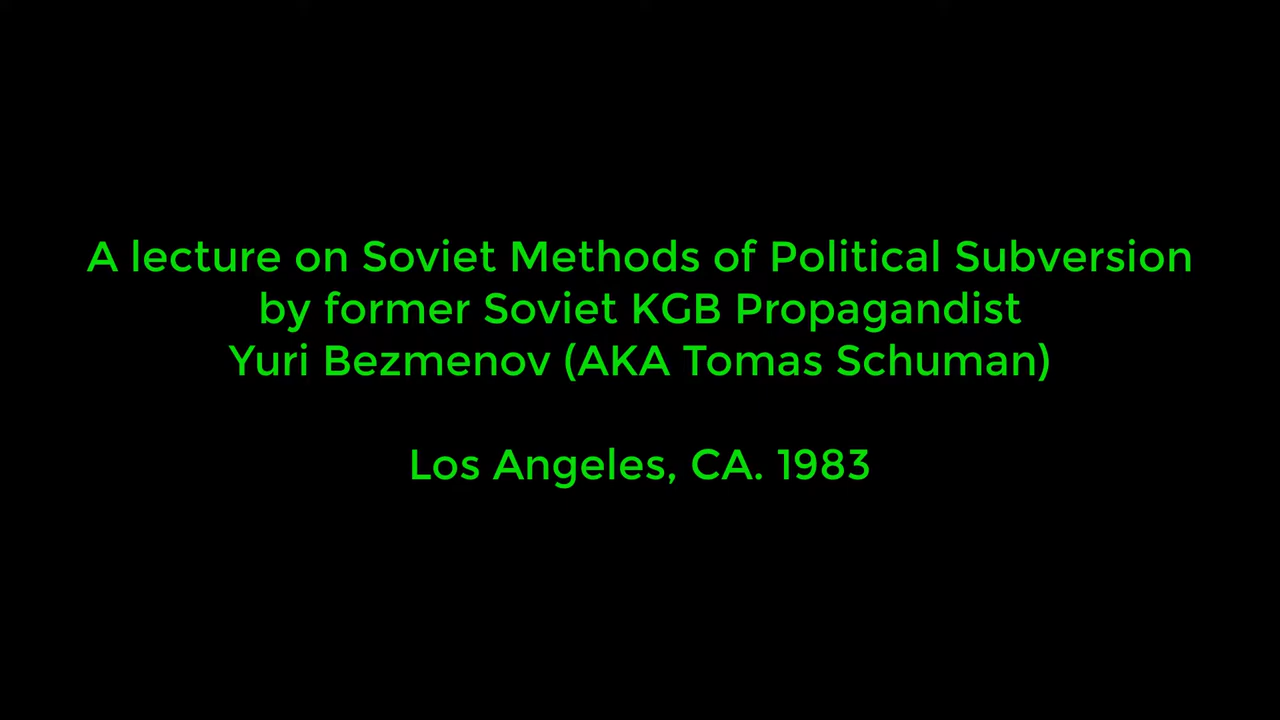 A lecture on Soviet Methods of Political Subversion
by former Soviet KGB Propagandist
Yuri Bezmenov (AKA Tomas Schuman)
Los Angeles, CA. 1983